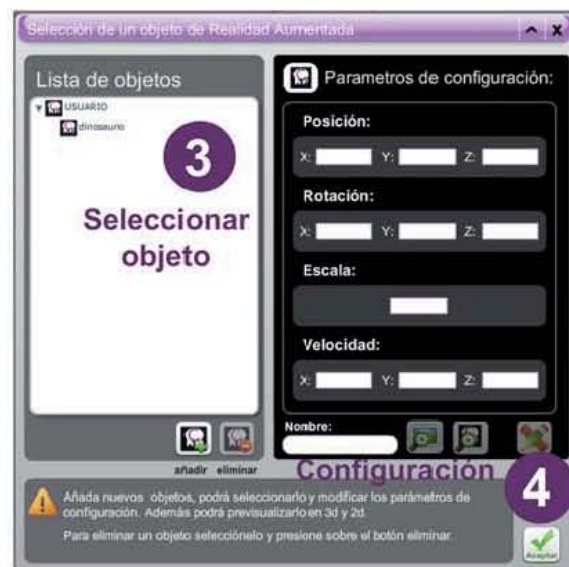 Selección de un objeto de Realidad Aumentada
x
Lista de objetos
USUARIO
dinosaurio
3
Seleccionar
objeto
añadir eliminar
Parametros de configuración:
Posición:
X: Y: Z:
Rotación:
X: Y: Z:
Escala:
Velocidad:
X: Y: Z:
Nombre:
Configuración
4
Añada nuevos objetos, podrá seleccionarlo y modificar los parámetros de
configuración. Además podrá previsualizarlo en 3d y 2d.
Para eliminar un objeto selecciónelo y presione sobre el botón eliminar.
Aceptar